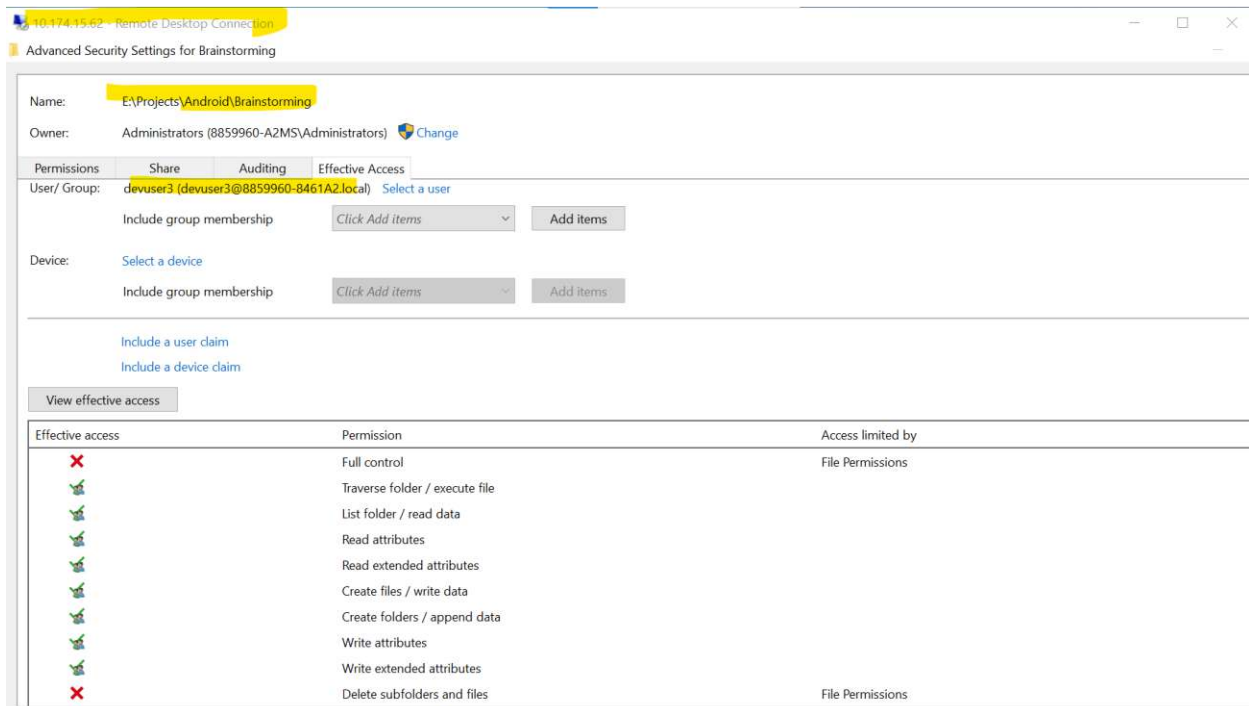 10.174.15.62 - Remote Desktop Connection
Advanced Security Settings for Brainstorming
Name: E:\Projects\Android\Brainstorming
Owner: Administrators (8859960-A2MS\Administrators) Change
Permissions Share Auditing Effective Access
User/ Group: devuser3 (devuser3@8859960-8461A2.local) Select a user
Include group membership Click Add items Add items
Device: Select a device
Include group membership Click Add items Add items
Include a user claim
Include a device claim
View effective access
Effective access Permission Access limited by
Full control File Permissions
Traverse folder / execute file
List folder / read data
Read attributes
Read extended attributes
Create files / write data
Create folders / append data
Write attributes
Write extended attributes
Delete subfolders and files File Permissions